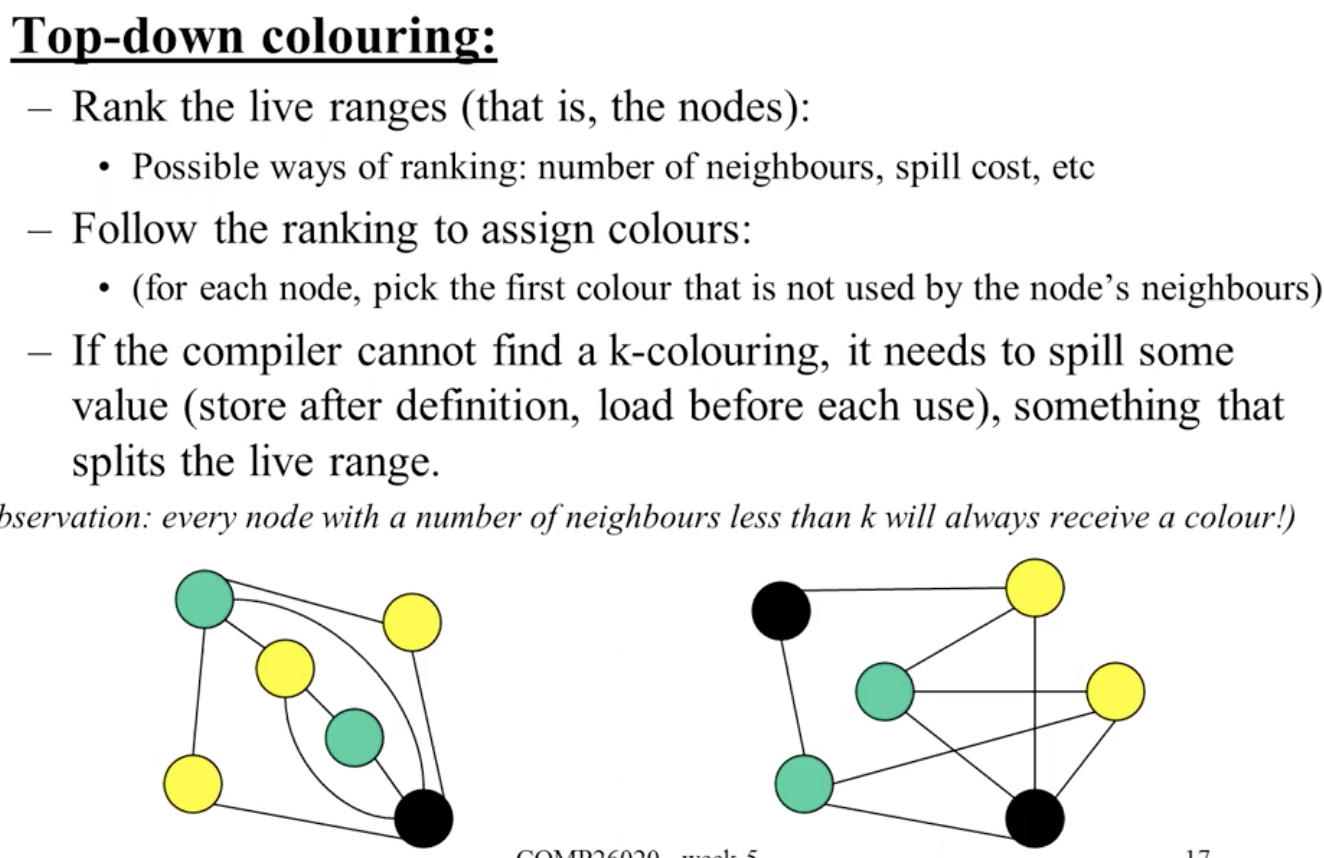 Top-down colouring:
– Rank the live ranges (that is, the nodes):
• Possible ways of ranking: number of neighbours, spill cost, etc
– Follow the ranking to assign colours:
• (for each node, pick the first colour that is not used by the node’s neighbours)
– If the compiler cannot find a k-colouring, it needs to spill some
value (store after definition, load before each use), something that
splits the live range.
bservation: every node with a number of neighbours less than k will always receive a colour!)
COMP26020 week 5
17